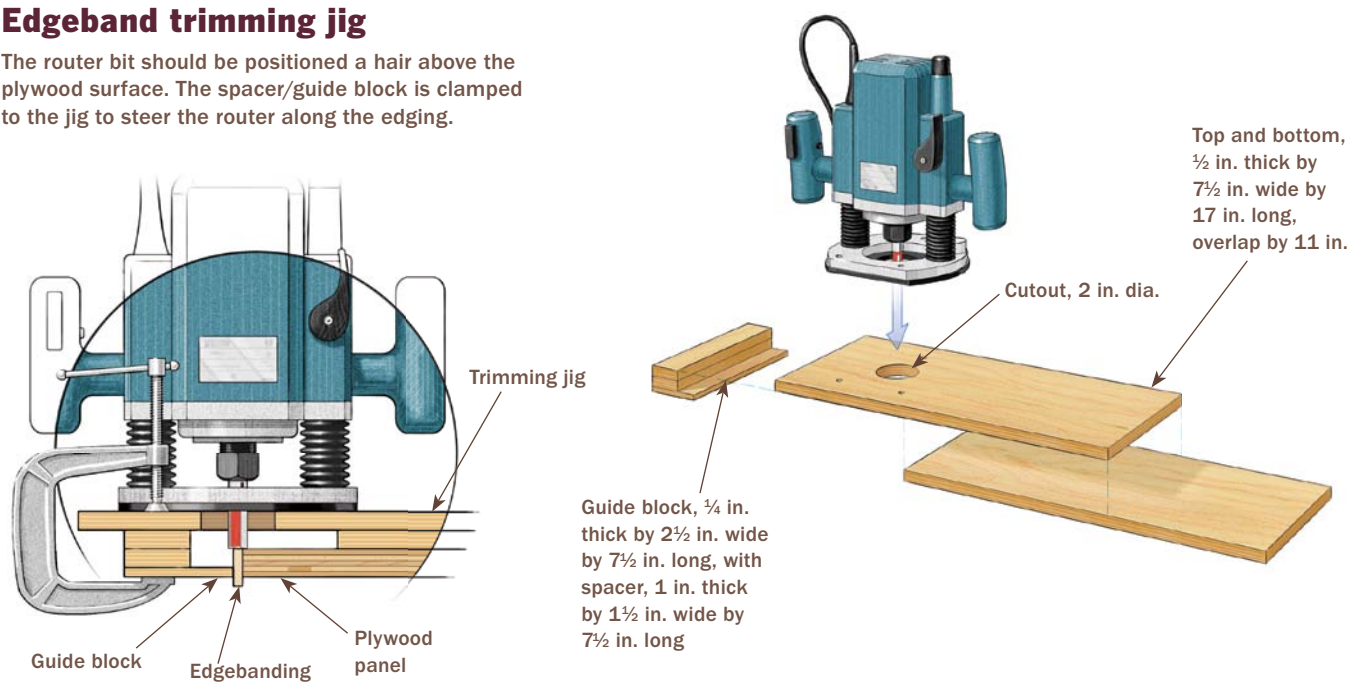 Edgeband trimming jig
The router bit should be positioned a hair above the
plywood surface. The spacer/guide block is clamped
to the jig to steer the router along the edging.
Trimming jig
Guide block
Edgebanding
Plywood
panel
Top and bottom,
½ in. thick by
7½ in. wide by
17 in. long,
overlap by 11 in.
Cutout, 2 in. dia.
Guide block, ¼ in.
thick by 2½ in. wide
by 7½ in. long, with
spacer, 1 in. thick
by 1½ in. wide by
7½ in. long